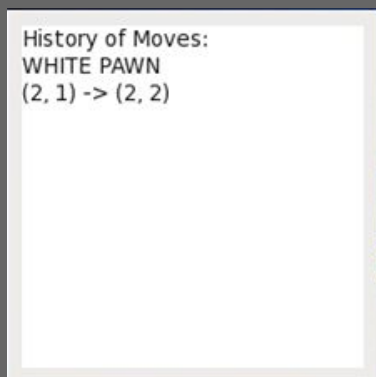 History of Moves:
WHITE PAWN
(2, 1) -> (2, 2)